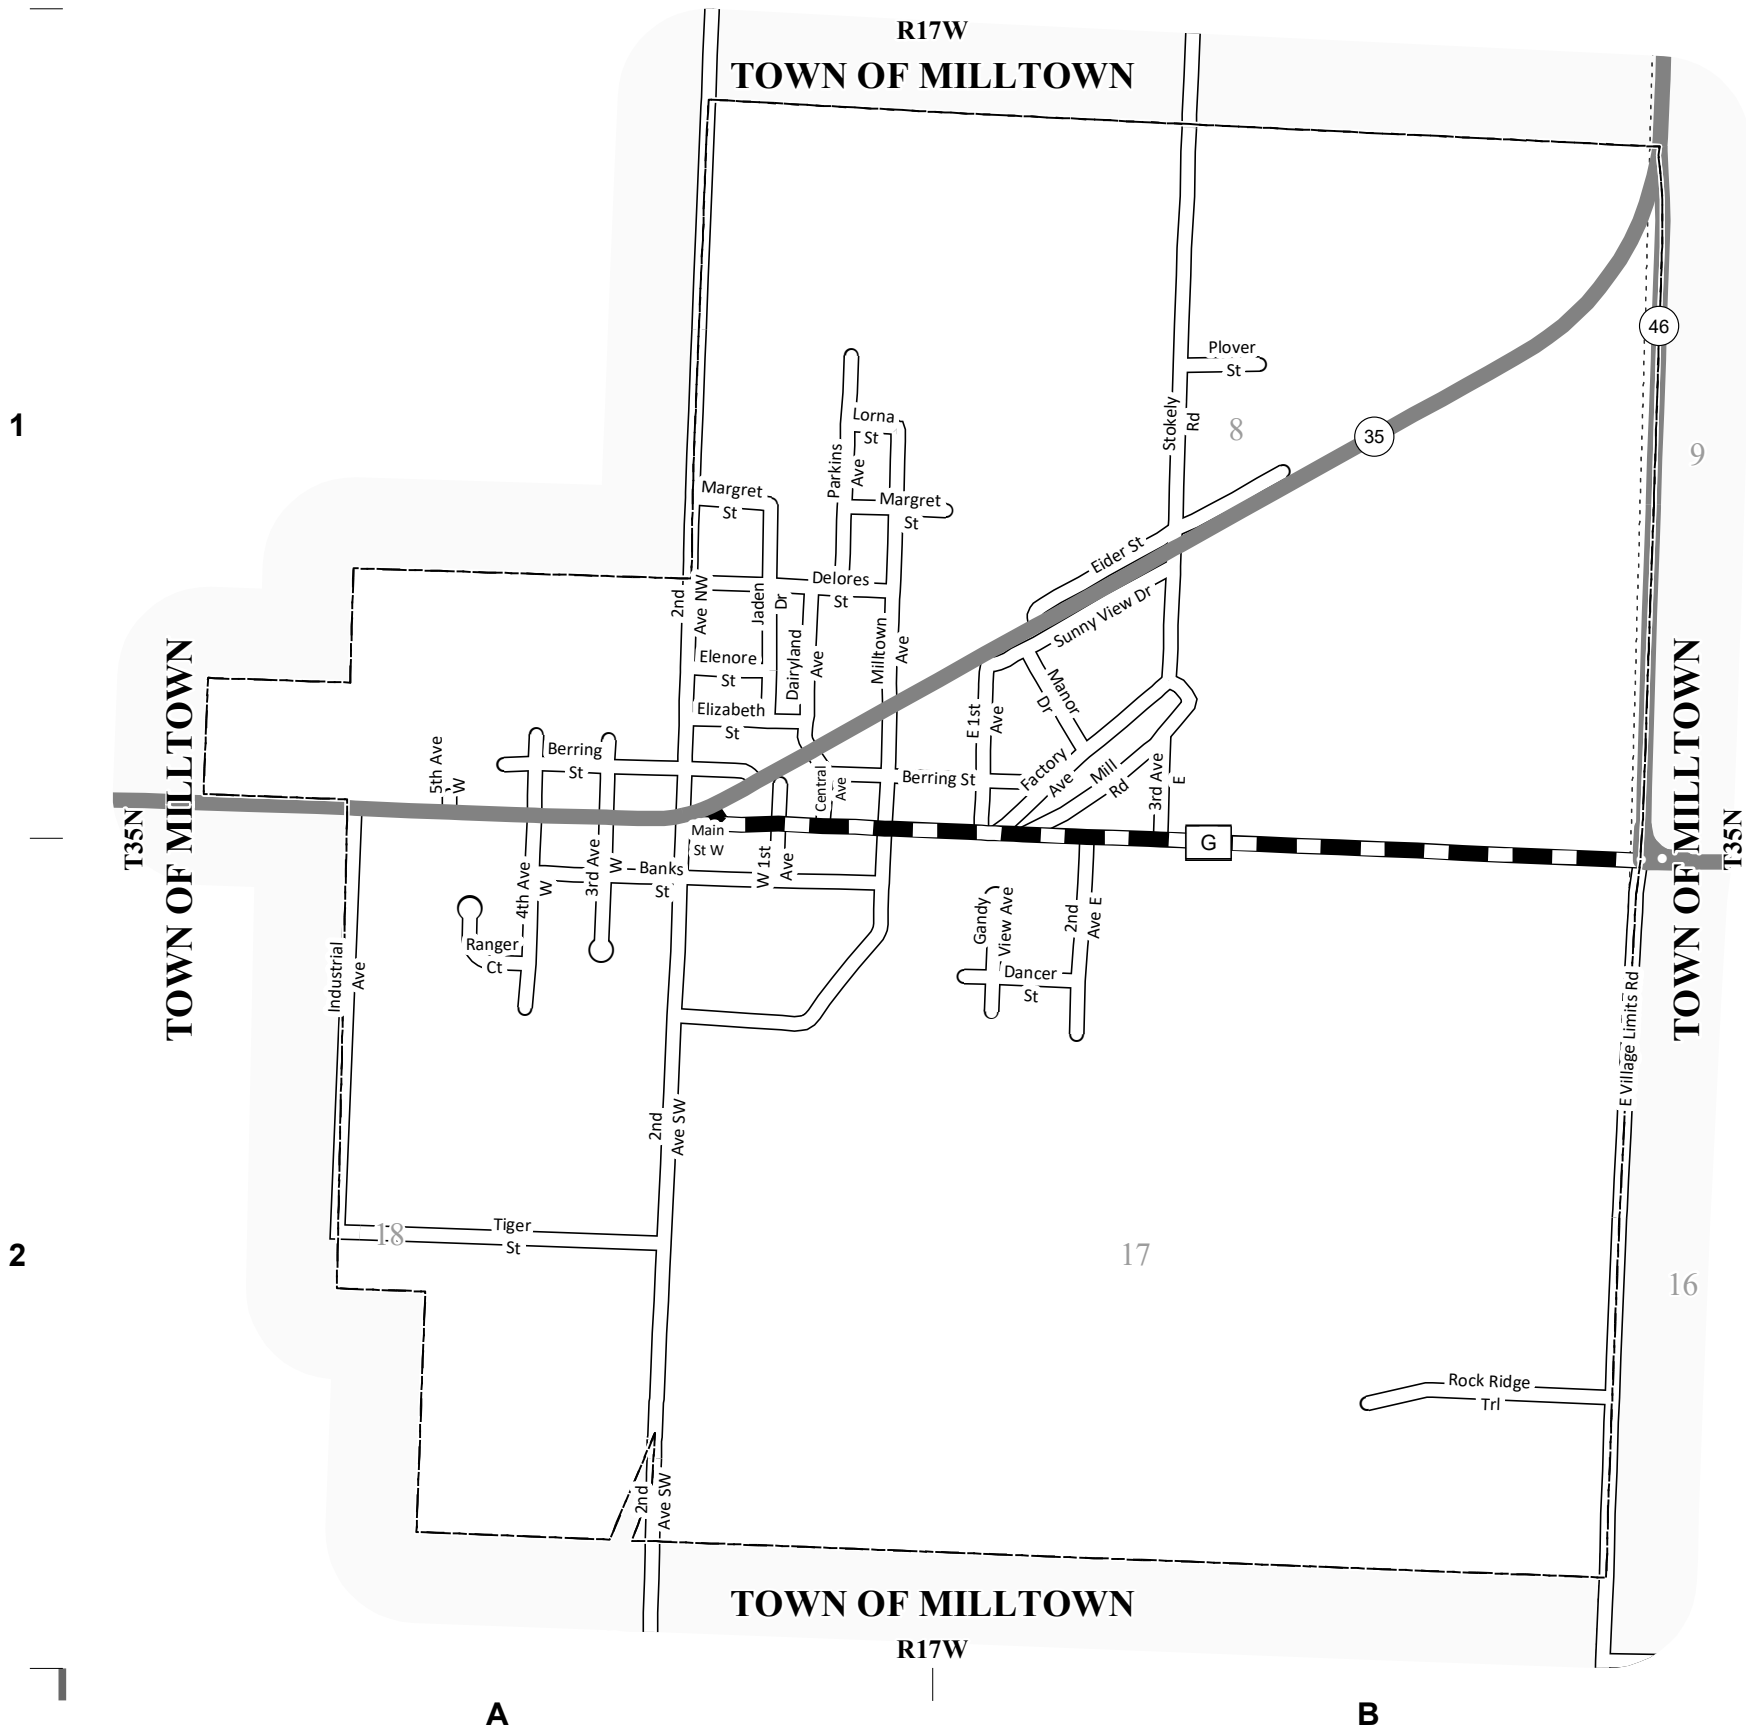 R17W
TOWN OF MILLTOWN
46
Plover
St
1
Stokely
Rd
8
35
9
Lorna
St
Parkins
Ave
Margret
St
Margret
St
Eider St
Delores
St
2nd
Ave NW
Jaden
Dr
Sunny View Dr
Dairyland
Ave
Milltown
Ave
Elenore
St
Manor
Dr
Elizabeth
St
E 1st
Ave
TOWN OF MILLTOWN
TOWN OF MILLTOWN
5th Ave
W
Berring
St
Central
Ave
Berring St
Factory
Ave
Mill
Rd
3rd Ave
E
T35N
T35N
Main
St W
G
W 1st
Ave
Banks
St
3rd Ave
W
4th Ave
W
Ranger
Ct
Industrial
Ave
Gandy
View Ave
2nd
Ave E
Dancer
St
E Village Limits Rd
2nd
Ave SW
Tiger
St
18
17
2
16
Rock Ridge
Trl
2nd
Ave SW
TOWN OF MILLTOWN
R17W
A
B